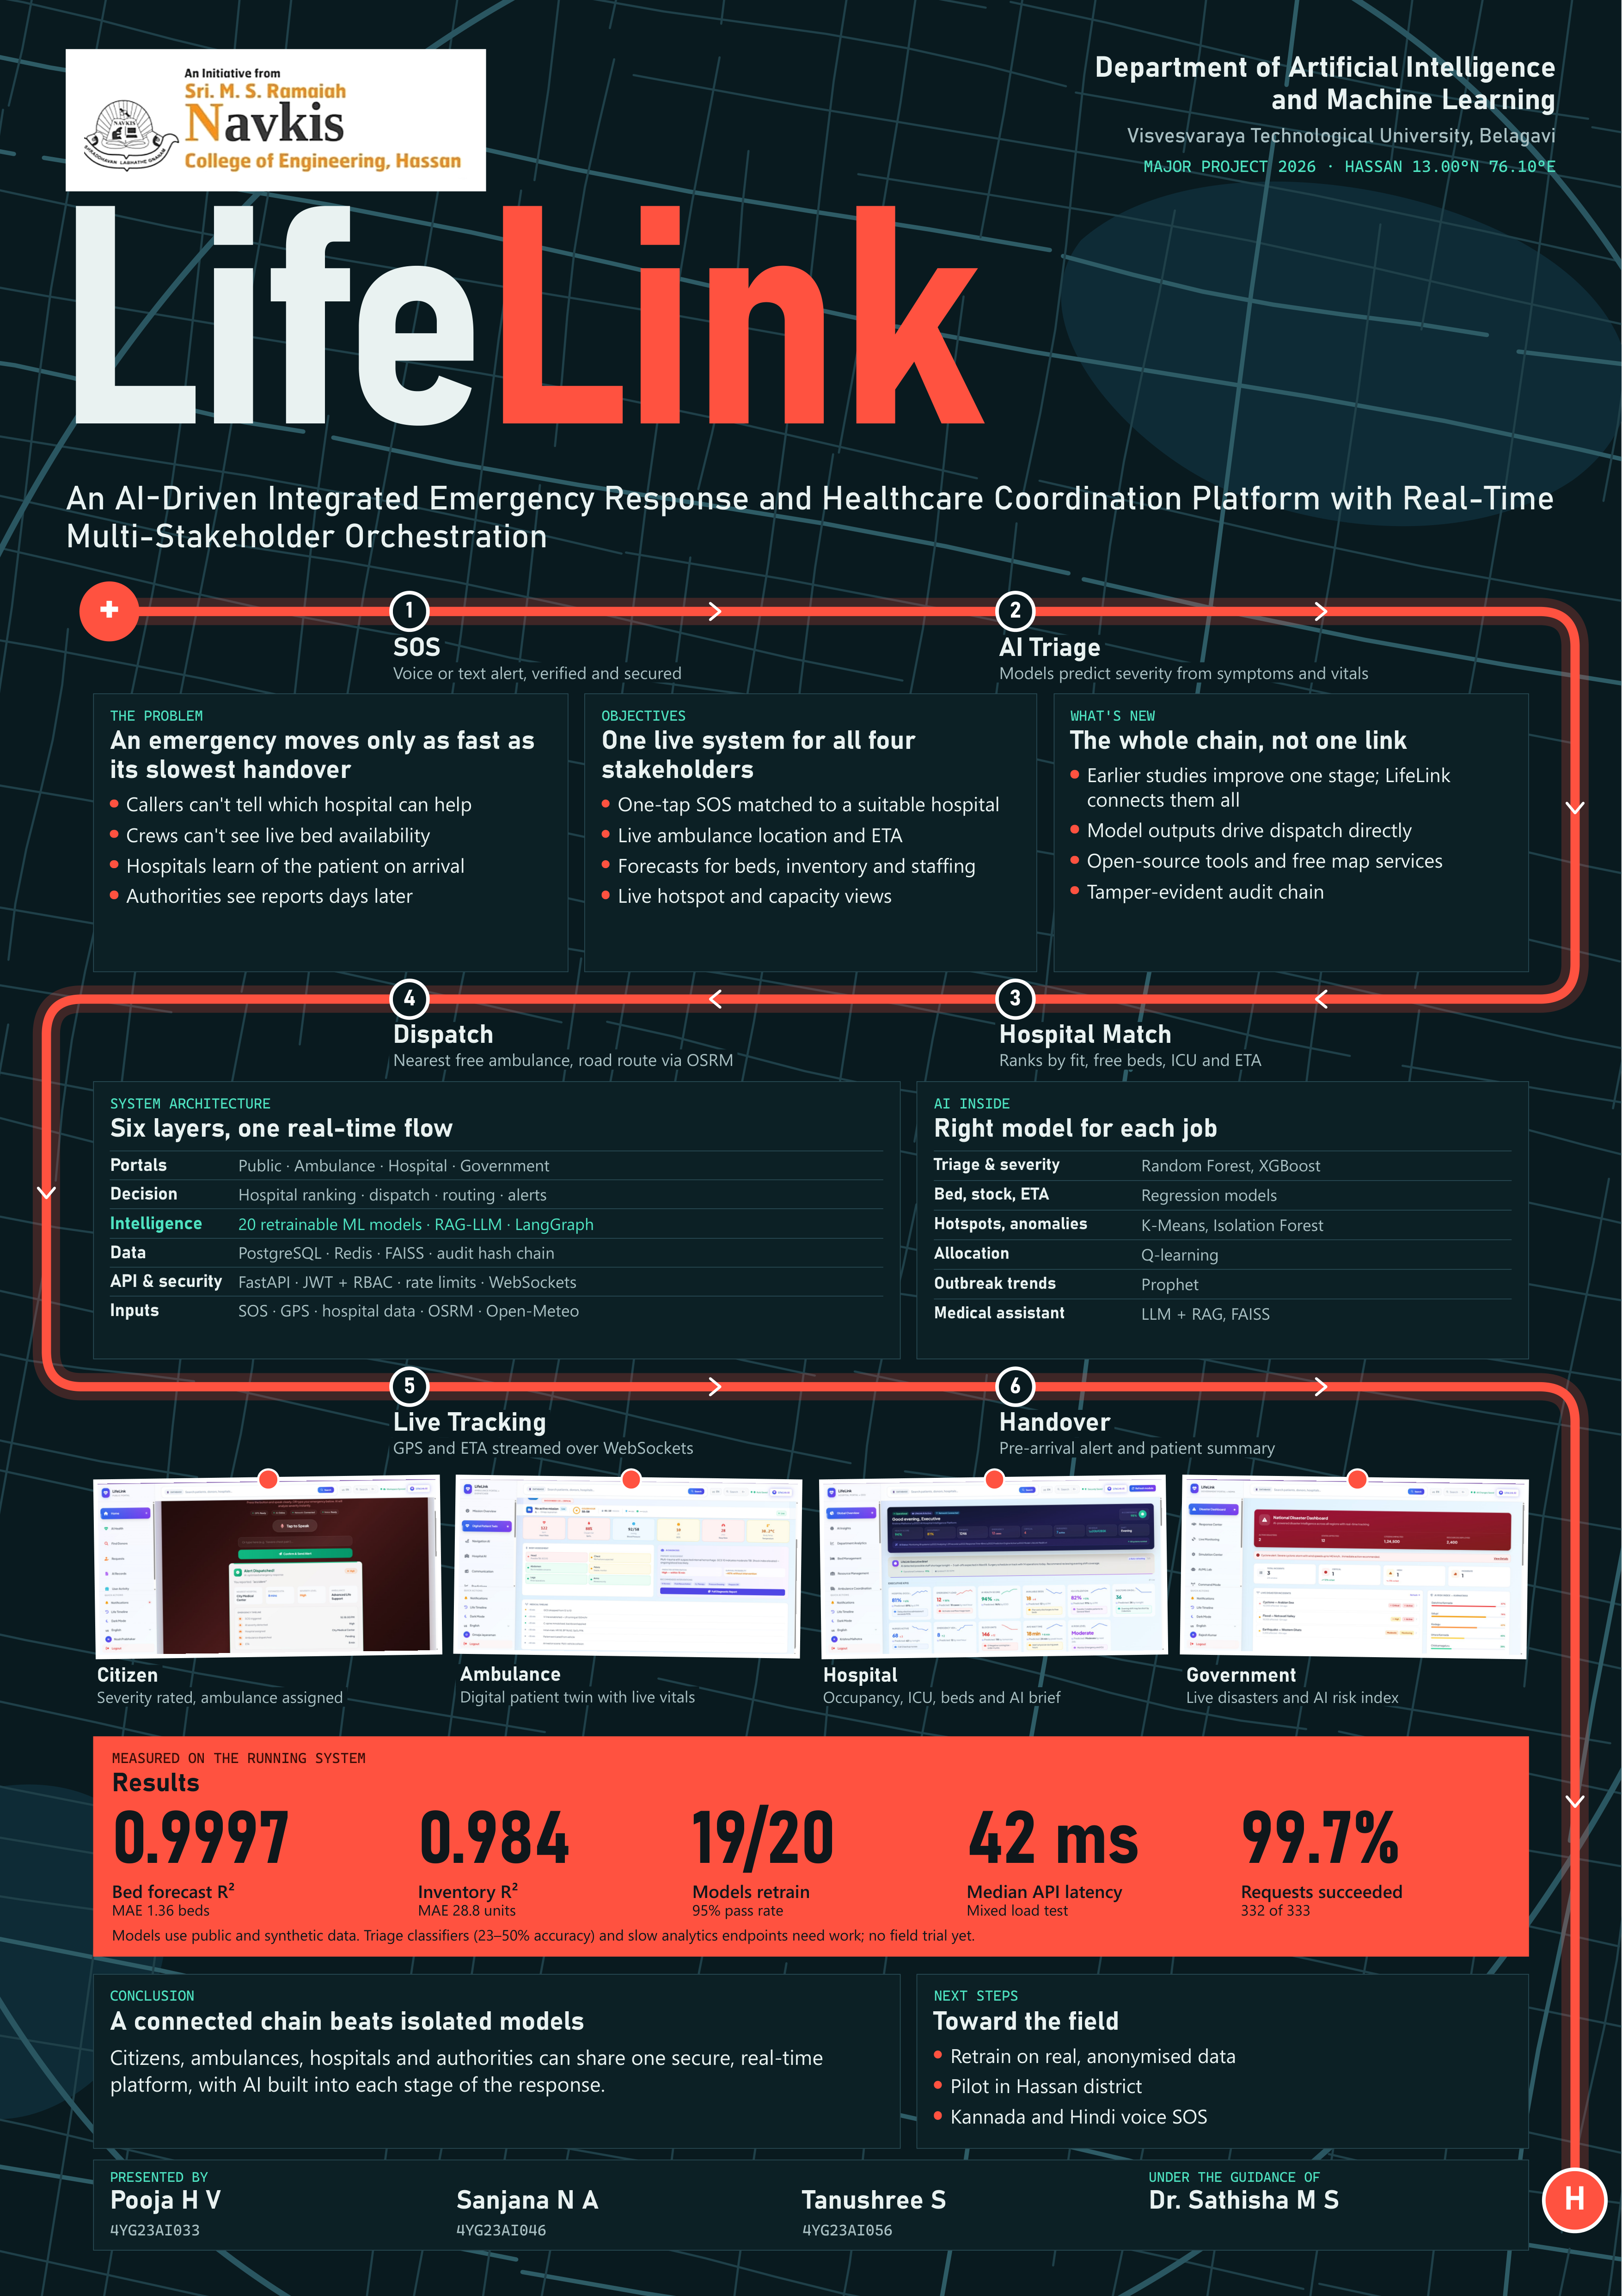 An Initiative from
Sri. M. S. Ramaiah
Navkis
College of Engineering, Hassan
NAVKIS
Department of Artificial Intelligence
and Machine Learning
Visvesvaraya Technological University, Belagavi
MAJOR PROJECT 2026 · HASSAN 13.00°N 76.10°E
LifeLink
An AI-Driven Integrated Emergency Response and Healthcare Coordination Platform with Real-Time
Multi-Stakeholder Orchestration
1
SOS
Voice or text alert, verified and secured
2
AI Triage
Models predict severity from symptoms and vitals
THE PROBLEM
An emergency moves only as fast as
its slowest handover
Callers can't tell which hospital can help
Crews can't see live bed availability
Hospitals learn of the patient on arrival
Authorities see reports days later
OBJECTIVES
One live system for all four
stakeholders
One-tap SOS matched to a suitable hospital
Live ambulance location and ETA
Forecasts for beds, inventory and staffing
Live hotspot and capacity views
WHAT'S NEW
The whole chain, not one link
Earlier studies improve one stage; LifeLink
connects them all
Model outputs drive dispatch directly
Open-source tools and free map services
Tamper-evident audit chain
4
Dispatch
Nearest free ambulance, road route via OSRM
3
Hospital Match
Ranks by fit, free beds, ICU and ETA
SYSTEM ARCHITECTURE
Six layers, one real-time flow
Portals Public · Ambulance · Hospital · Government
Decision Hospital ranking · dispatch · routing · alerts
Intelligence 20 retrainable ML models · RAG-LLM · LangGraph
Data PostgreSQL · Redis · FAISS · audit hash chain
API & security FastAPI · JWT + RBAC · rate limits · WebSockets
Inputs SOS · GPS · hospital data · OSRM · Open-Meteo
AI INSIDE
Right model for each job
Triage & severity Random Forest, XGBoost
Bed, stock, ETA Regression models
Hotspots, anomalies K-Means, Isolation Forest
Allocation Q-learning
Outbreak trends Prophet
Medical assistant LLM + RAG, FAISS
5
Live Tracking
GPS and ETA streamed over WebSockets
6
Handover
Pre-arrival alert and patient summary
Tap to Speak
Alert Dispatched!
Good evening, Executive
National Disaster Dashboard
Citizen
Severity rated, ambulance assigned
Ambulance
Digital patient twin with live vitals
Hospital
Occupancy, ICU, beds and AI brief
Government
Live disasters and AI risk index
MEASURED ON THE RUNNING SYSTEM
Results
0.9997
Bed forecast R²
MAE 1.36 beds
0.984
Inventory R²
MAE 28.8 units
19/20
Models retrain
95% pass rate
42 ms
Median API latency
Mixed load test
99.7%
Requests succeeded
332 of 333
Models use public and synthetic data. Triage classifiers (23–50% accuracy) and slow analytics endpoints need work; no field trial yet.
CONCLUSION
A connected chain beats isolated models
Citizens, ambulances, hospitals and authorities can share one secure, real-time
platform, with AI built into each stage of the response.
NEXT STEPS
Toward the field
Retrain on real, anonymised data
Pilot in Hassan district
Kannada and Hindi voice SOS
PRESENTED BY
Pooja H V
4YG23AI033
Sanjana N A
4YG23AI046
Tanushree S
4YG23AI056
UNDER THE GUIDANCE OF
Dr. Sathisha M S
H